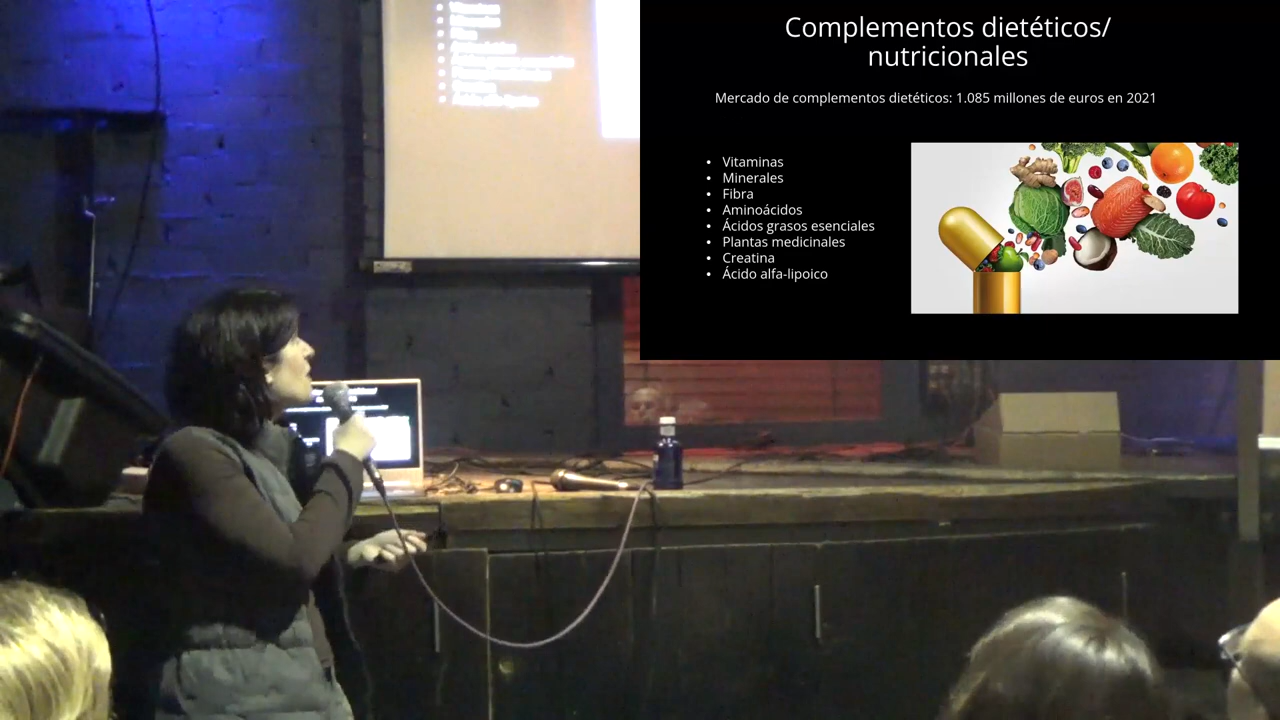 Complementos dietéticos/
nutricionales
Mercado de complementos dietéticos: 1.085 millones de euros en 2021
• Vitaminas
• Minerales
• Fibra
• Aminoácidos
• Ácidos grasos esenciales
• Plantas medicinales
• Creatina
• Ácido alfa-lipoico